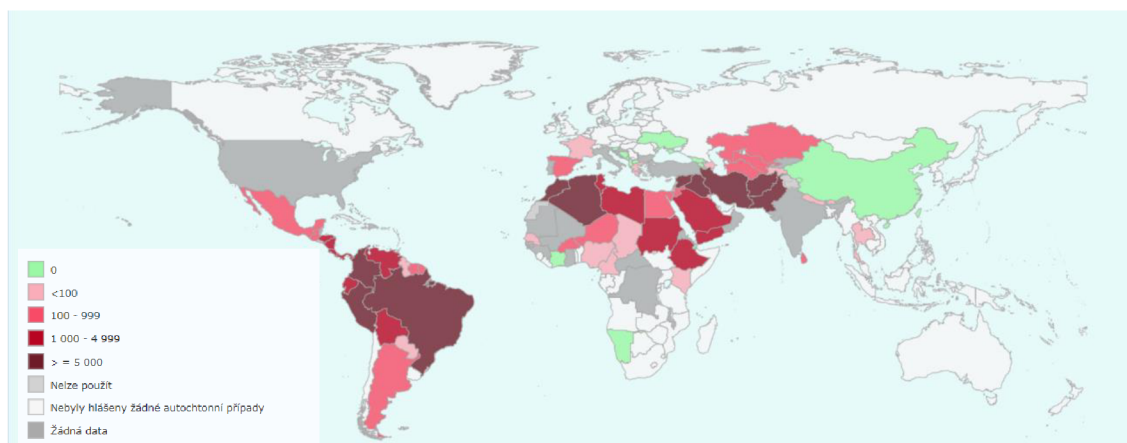 0
<100
100 - 999
1 000 - 4 999
> = 5 000
Nelze použít
Nebyly hlášeny žádné autochtonní případy
Žádná data